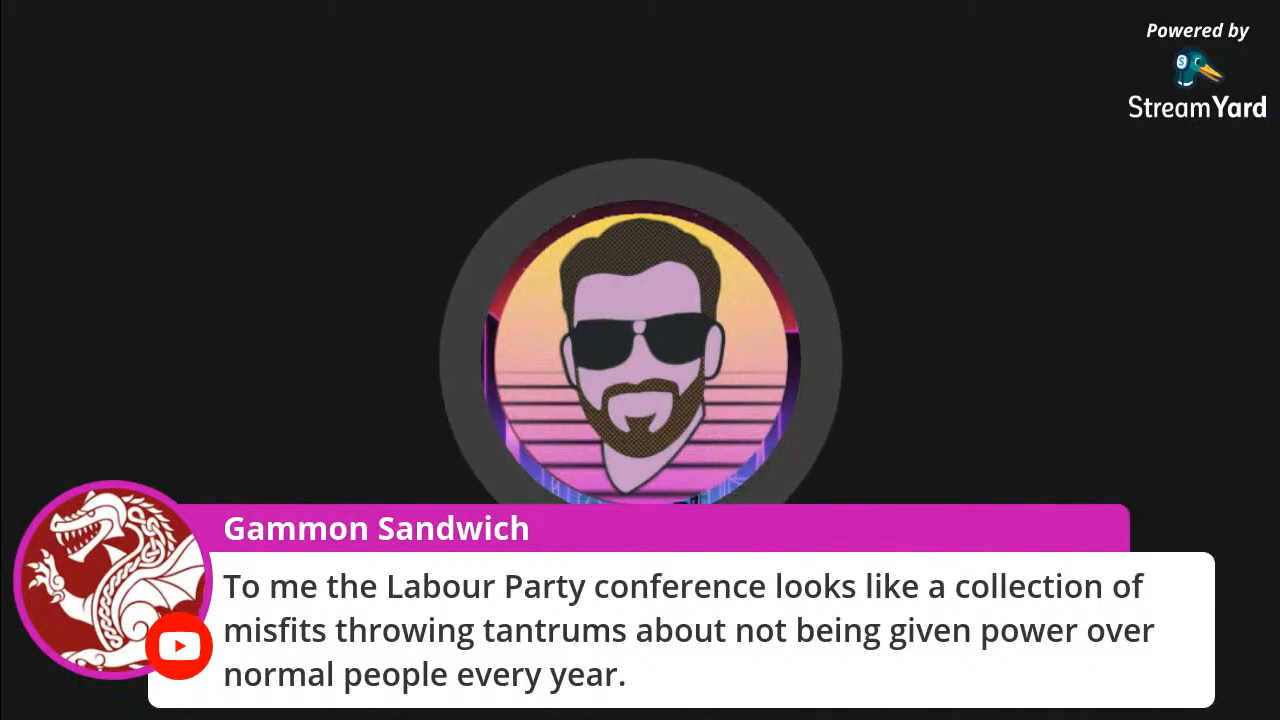 Powered by
StreamYard
Gammon Sandwich
To me the Labour Party conference looks like a collection of
misfits throwing tantrums about not being given power over
normal people every year.